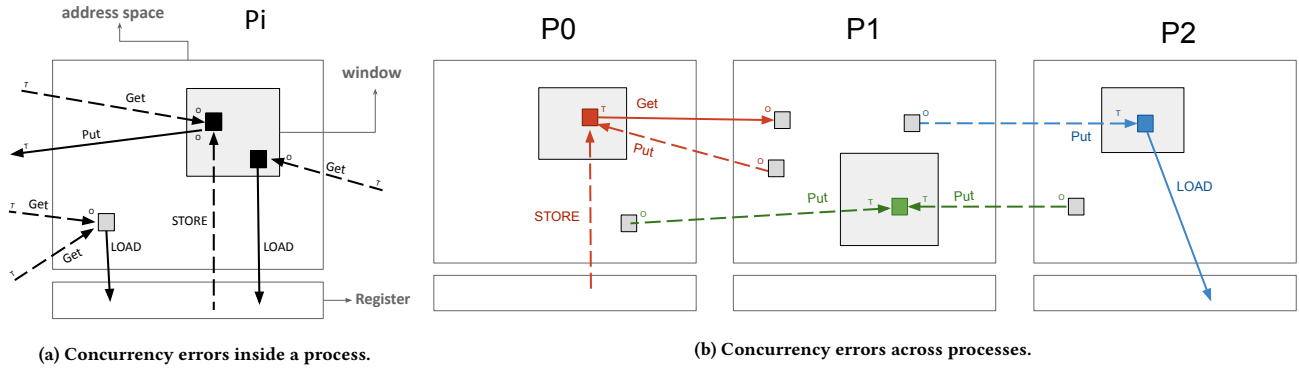 address space
Pi
window
T
Get
O
O
Put
T
O
Get
T
T
Get
O
STORE
LOAD
LOAD
Get
T
Register
(a) Concurrency errors inside a process.
P0
P1
P2
T
Get
O
Put
O
STORE
O
O
Put
T
LOAD
Put
T
T
Put
O
(b) Concurrency errors across processes.